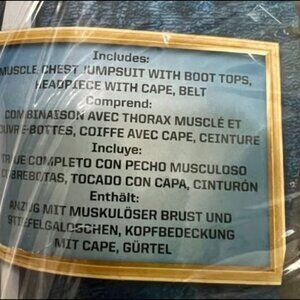 Includes:
MUSCLE CHEST JUMPSUIT WITH BOOT TOPS,
HEADPIECE WITH CAPE, BELT
Comprend:
COMBINAISON AVEC THORAX MUSCLÉ ET
COUVRE-BOTTES, COIFFE AVEC CAPE, CEINTURE
Incluye:
TRAJE COMPLETO CON PECHO MUSCULOSO
CUBREBOTAS, TOCADO CON CAPA, CINTURÓN
Enthält:
ANZUG MIT MUSKULÖSER BRUST UND
STIEFELGALOSCHEN, KOPFBEDECKUNG
MIT CAPE, GÜRTEL